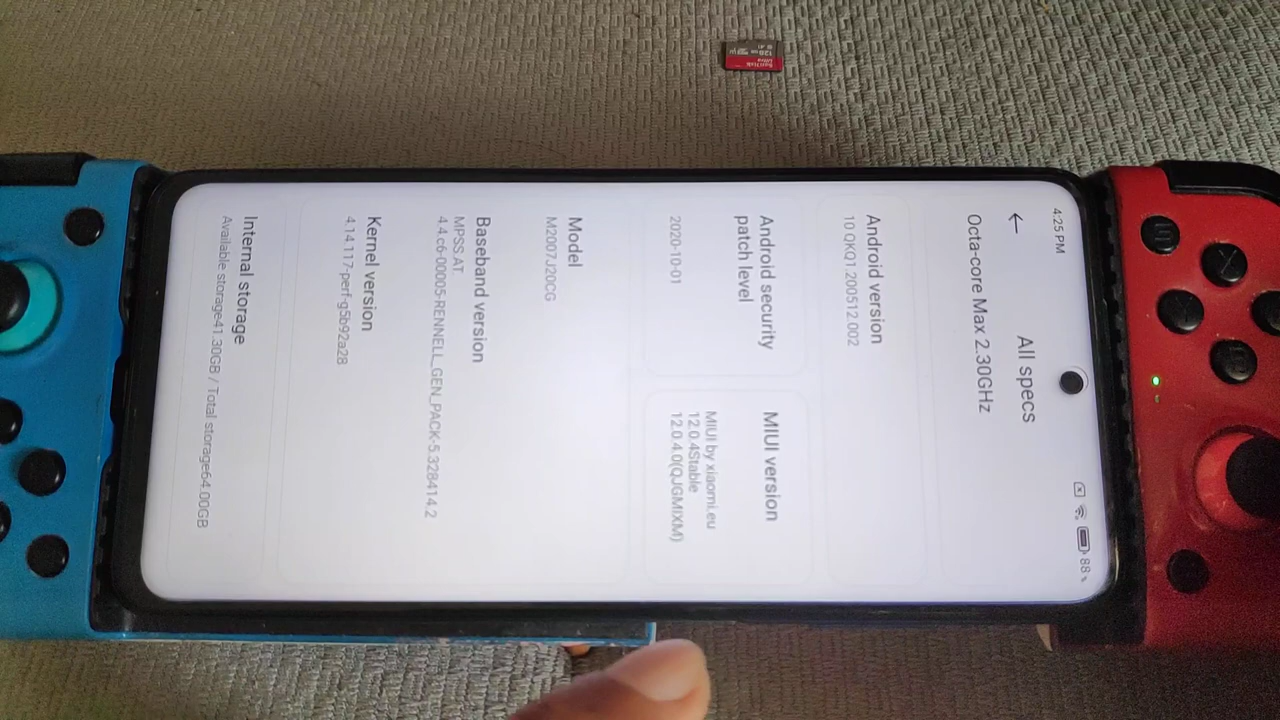 4:25 PM
88
All specs
Octa-core Max 2.30GHz
Android version
10 QKQ1.200512.002
Android security
patch level
2020-10-01
MIUI version
MIUI by xiaomi.eu
12.0.4Stable
12.0.4.0(QJGMIXM)
Model
M2007J20CG
Baseband version
MPSS.AT.
4.4.c6-00005-RENNELL_GEN_PACK-5.328414.2
Kernel version
4.14.117-perf-g5b92a28
Internal storage
Available storage41.30GB / Total storage64.00GB
SanDisk
Ultra